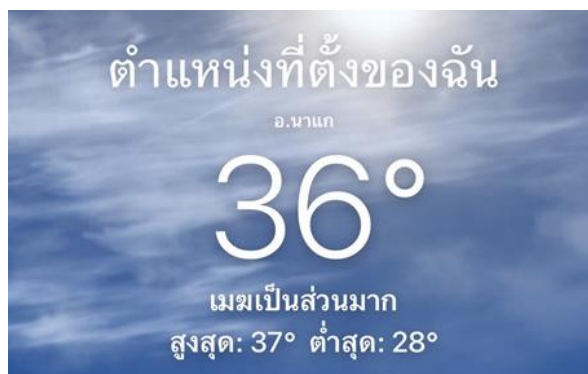 ตำแหน่งที่ตั้งของฉัน
อ.นาแก
36°
เมฆเป็นส่วนมาก
สูงสุด: 37° ต่ำสุด: 28°